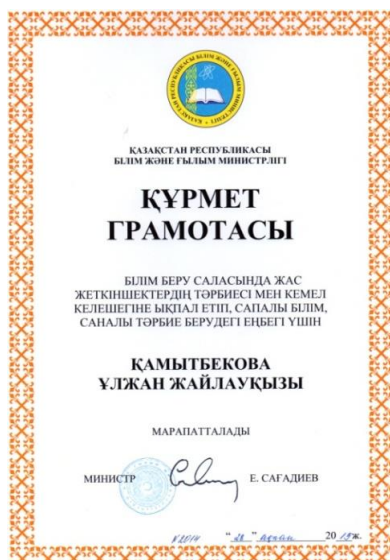 ҚАЗАҚСТАН РЕСПУБЛИКАСЫ
БІЛІМ ЖӘНЕ ҒЫЛЫМ МИНИСТРЛІГІ
ҚҰРМЕТ
ГРАМОТАСЫ
БІЛІМ БЕРУ САЛАСЫНДА ЖАС
ЖЕТКІНШЕКТЕРДІҢ ТӘРБИЕСІ МЕН КЕМЕЛ
КЕЛЕШЕГІНЕ ЫҚПАЛ ЕТІП, САПАЛЫ БІЛІМ,
САНАЛЫ ТӘРБИЕ БЕРУДЕГІ ЕҢБЕГІ ҮШІН
ҚАМЫТБЕКОВА
ҰЛЖАН ЖАЙЛАУҚЫЗЫ
МАРАПАТТАЛАДЫ
МИНИСТР Е. САҒАДИЕВ
20 ж.